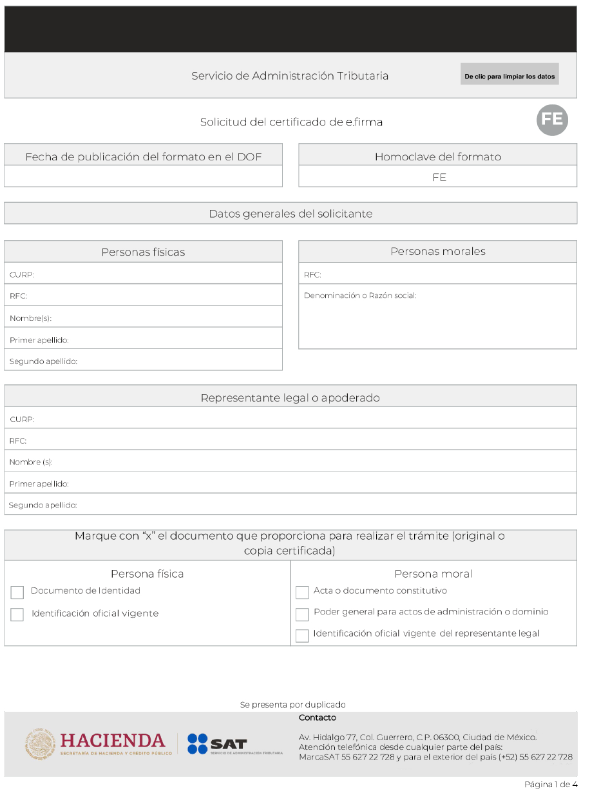 Servicio de Administración Tributaria
De clic para limpiar los datos
Solicitud del certificado de e.firma
FE
Fecha de publicación del formato en el DOF
Homoclave del formato
FE
Datos generales del solicitante
Personas físicas
CURP:
RFC:
Nombre(s):
Primer apellido:
Segundo apellido:
Personas morales
RFC:
Denominación o Razón social:
Representante legal o apoderado
CURP:
RFC:
Nombre (s):
Primer apellido:
Segundo apellido:
Marque con “x” el documento que proporciona para realizar el trámite (original o
copia certificada)
Persona física
Documento de Identidad
Identificación oficial vigente
Persona moral
Acta o documento constitutivo
Poder general para actos de administración o dominio
Identificación oficial vigente del representante legal
Se presenta por duplicado
HACIENDA
SECRETARÍA DE HACIENDA Y CRÉDITO PÚBLICO
SAT
SERVICIO DE ADMINISTRACIÓN TRIBUTARIA
Contacto
Av. Hidalgo 77, Col. Guerrero, C.P. 06300, Ciudad de México.
Atención telefónica desde cualquier parte del país:
MarcaSAT 55 627 22 728 y para el exterior del país (+52) 55 627 22 728
Página 1 de 4